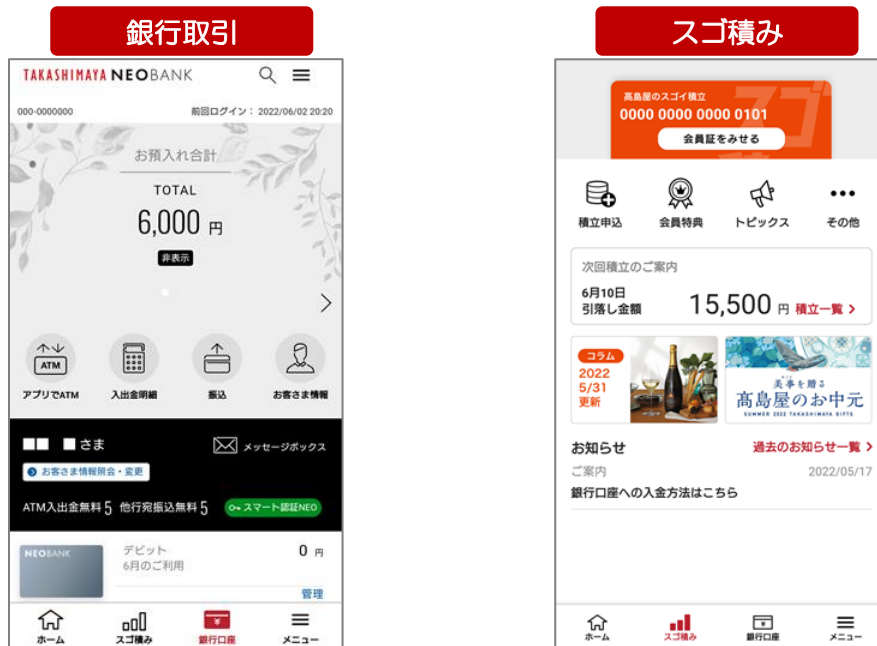 銀行取引
TAKASHIMAYA NEOBANK
000-0000000 前回ログイン： 2022/06/02 20:20
お預入れ合計
TOTAL
6,000 円
非表示
ATM
アプリでATM 入出金明細 振込 お客さま情報
さま メッセージボックス
お客さま情報照会・変更
ATM入出金無料 5 他行宛振込無料 5 スマート認証NEO
NEOBANK デビット 0 円
6月のご利用
管理
ホーム スゴ積み 銀行口座 メニュー
スゴ積み
髙島屋のスゴイ積立
0000 0000 0000 0101
会員証をみせる
積立申込 会員特典 トピックス その他
次回積立のご案内
6月10日
引落し金額 15,500 円 積立一覧
コラム
2022
5/31
更新
美事を贈る
髙島屋のお中元
SUMMER 2022 TAKASHIMAYA GIFTS
お知らせ 過去のお知らせ一覧
ご案内 2022/05/17
銀行口座への入金方法はこちら
ホーム スゴ積み 銀行口座 メニュー